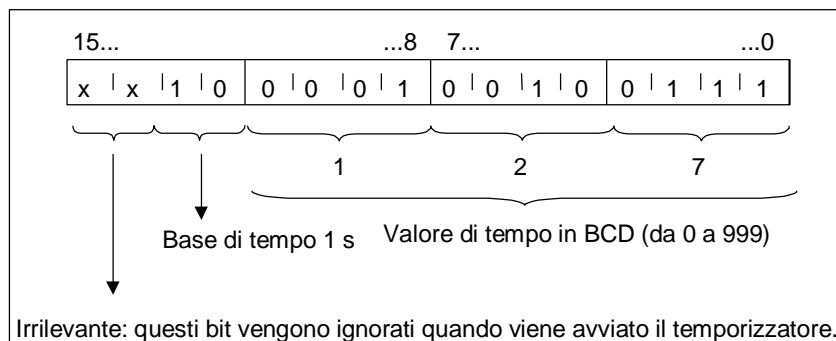 15... ...8 7... ...0
x x 1 0 0 0 0 1 0 0 1 0 0 1 1 1
1 2 7
Base di tempo 1 s Valore di tempo in BCD (da 0 a 999)
Irrilevante: questi bit vengono ignorati quando viene avviato il temporizzatore.